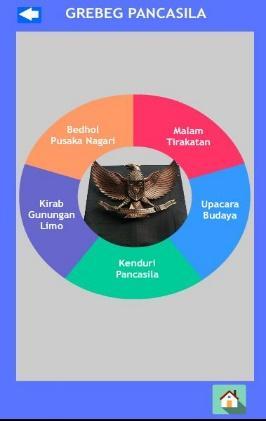 GREBEG PANCASILA
Bedhol
Pusaka Nagari
Malam
Tirakatan
Kirab
Gunungan
Limo
Upacara
Budaya
Kenduri
Pancasila